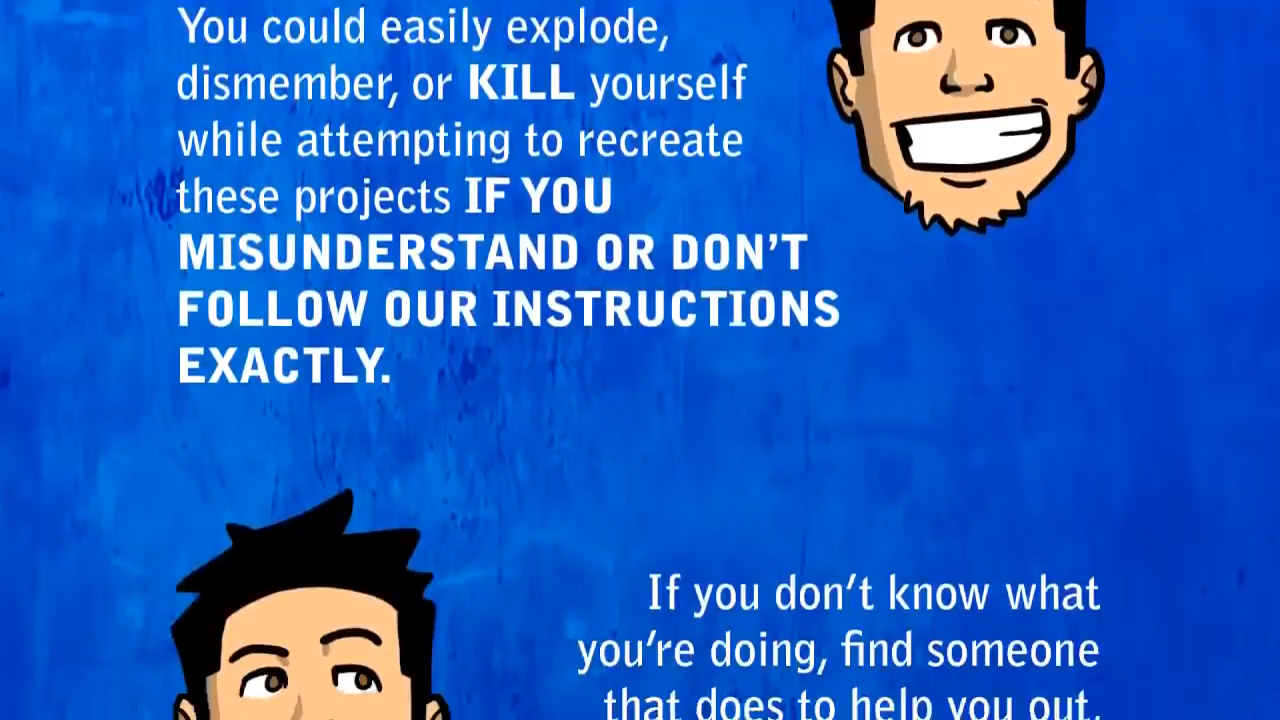 You could easily explode,
dismember, or KILL yourself
while attempting to recreate
these projects IF YOU
MISUNDERSTAND OR DON'T
FOLLOW OUR INSTRUCTIONS
EXACTLY.
If you don't know what
you're doing, find someone
that does to help you out.